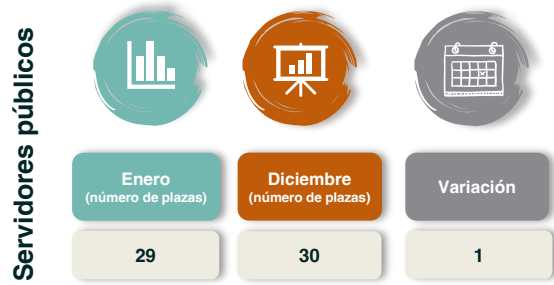 Servidores públicos
Enero
(número de plazas)
Diciembre
(número de plazas)
Variación
29
30
1